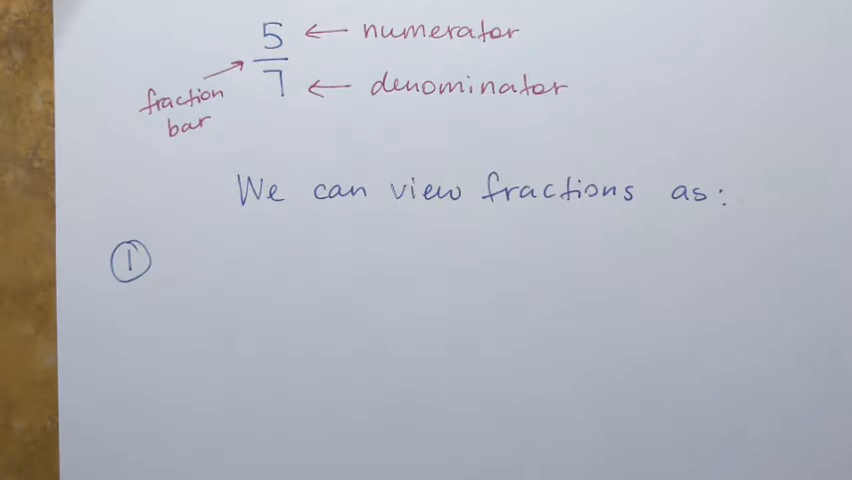 5 ← numerator
fraction bar →
7 ← denominator
We can view fractions as:
①